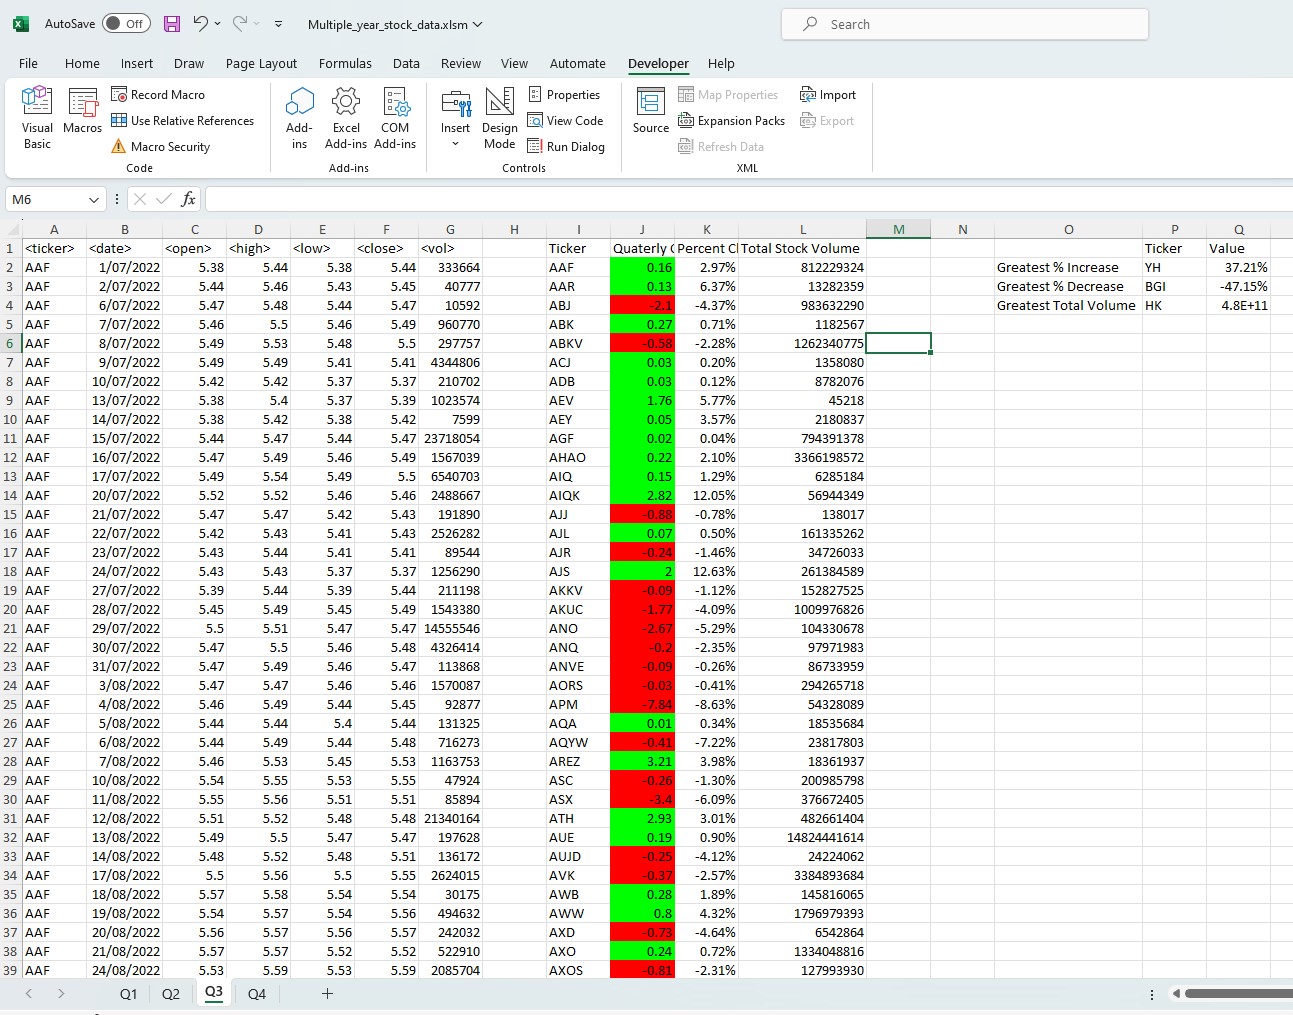 AutoSave Off Multiple_year_stock_data.xlsm Search
File Home Insert Draw Page Layout Formulas Data Review View Automate Developer Help
Visual Basic Macros Record Macro Use Relative References Macro Security Code
Add-ins Excel Add-ins COM Add-ins Add-ins
Insert Design Mode Properties View Code Run Dialog Controls
Source Map Properties Expansion Packs Refresh Data Import Export XML
M6 fx
A B C D E F G H I J K L M N O P Q
1 <ticker> <date> <open> <high> <low> <close> <vol> Ticker Quaterly Percent Total Stock Volume Ticker Value
2 AAF 1/07/2022 5.38 5.44 5.38 5.44 333664 AAF 0.16 2.97% 812229324 Greatest % Increase YH 37.21%
3 AAF 2/07/2022 5.44 5.46 5.43 5.45 40777 AAR 0.13 6.37% 13282359 Greatest % Decrease BGI -47.15%
4 AAF 6/07/2022 5.47 5.48 5.44 5.47 10592 ABJ -2.1 -4.37% 983632290 Greatest Total Volume HK 4.8E+11
5 AAF 7/07/2022 5.46 5.5 5.46 5.49 960770 ABK 0.27 0.71% 1182567
6 AAF 8/07/2022 5.49 5.53 5.48 5.5 297757 ABKV -0.58 -2.28% 1262340775
7 AAF 9/07/2022 5.49 5.49 5.41 5.41 4344806 ACJ 0.03 0.20% 1358080
8 AAF 10/07/2022 5.42 5.42 5.37 5.37 210702 ADB 0.03 0.12% 8782076
9 AAF 13/07/2022 5.38 5.4 5.37 5.39 1023574 AEV 1.76 5.77% 45218
10 AAF 14/07/2022 5.38 5.42 5.38 5.42 7599 AEY 0.05 3.57% 2180837
11 AAF 15/07/2022 5.44 5.47 5.44 5.47 23718054 AGF 0.02 0.04% 794391378
12 AAF 16/07/2022 5.47 5.49 5.46 5.49 1567039 AHAO 0.22 2.10% 3366198572
13 AAF 17/07/2022 5.49 5.54 5.49 5.5 6540703 AIQ 0.15 1.29% 6285184
14 AAF 20/07/2022 5.52 5.52 5.46 5.46 2488667 AIQK 2.82 12.05% 56944349
15 AAF 21/07/2022 5.47 5.47 5.42 5.43 191890 AJJ -0.88 -0.78% 138017
16 AAF 22/07/2022 5.42 5.43 5.41 5.43 2526282 AJL 0.07 0.50% 161335262
17 AAF 23/07/2022 5.43 5.44 5.41 5.41 89544 AJR -0.24 -1.46% 34726033
18 AAF 24/07/2022 5.43 5.43 5.37 5.37 1256290 AJS 2 12.63% 261384589
19 AAF 27/07/2022 5.39 5.44 5.39 5.44 211198 AKKV -0.09 -1.12% 152827525
20 AAF 28/07/2022 5.45 5.49 5.45 5.49 1543380 AKUC -1.77 -4.09% 1009976826
21 AAF 29/07/2022 5.5 5.51 5.47 5.47 14555546 ANO -2.67 -5.29% 104330678
22 AAF 30/07/2022 5.47 5.5 5.46 5.48 4326414 ANQ -0.2 -2.35% 97971983
23 AAF 31/07/2022 5.47 5.49 5.46 5.47 113868 ANVE -0.09 -0.26% 86733959
24 AAF 3/08/2022 5.47 5.47 5.46 5.46 1570087 AORS -0.03 -0.41% 294265718
25 AAF 4/08/2022 5.46 5.49 5.44 5.45 92877 APM -7.84 -8.63% 54328089
26 AAF 5/08/2022 5.44 5.44 5.4 5.44 131325 AQA 0.01 0.34% 18535684
27 AAF 6/08/2022 5.44 5.49 5.44 5.48 716273 AQYW -0.41 -7.22% 23817803
28 AAF 7/08/2022 5.46 5.53 5.45 5.53 1163753 AREZ 3.21 3.98% 18361937
29 AAF 10/08/2022 5.54 5.55 5.53 5.55 47924 ASC -0.26 -1.30% 200985798
30 AAF 11/08/2022 5.55 5.56 5.51 5.51 85894 ASX -3.4 -6.09% 376672405
31 AAF 12/08/2022 5.51 5.52 5.48 5.48 21340164 ATH 2.93 3.01% 482661404
32 AAF 13/08/2022 5.49 5.5 5.47 5.47 197628 AUE 0.19 0.90% 14824441614
33 AAF 14/08/2022 5.48 5.52 5.48 5.51 136172 AUJD -0.25 -4.12% 24224062
34 AAF 17/08/2022 5.5 5.56 5.5 5.55 2624015 AVK -0.37 -2.57% 3384893684
35 AAF 18/08/2022 5.57 5.58 5.54 5.54 30175 AWB 0.28 1.89% 145816065
36 AAF 19/08/2022 5.54 5.57 5.54 5.56 494632 AWW 0.8 4.32% 1796979393
37 AAF 20/08/2022 5.56 5.57 5.56 5.57 242032 AXD -0.73 -4.64% 6542864
38 AAF 21/08/2022 5.57 5.57 5.52 5.52 522910 AXO 0.24 0.72% 1334048816
39 AAF 24/08/2022 5.53 5.59 5.53 5.59 2085704 AXOS -0.81 -2.31% 127993930
Q1 Q2 Q3 Q4 +